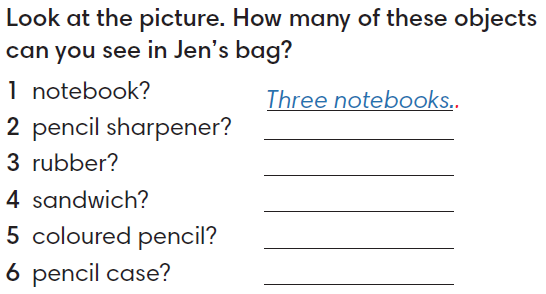 Look at the picture. How many of these objects
can you see in Jen's bag?
1 notebook? Three notebooks..
2 pencil sharpener?
3 rubber?
4 sandwich?
5 coloured pencil?
6 pencil case?